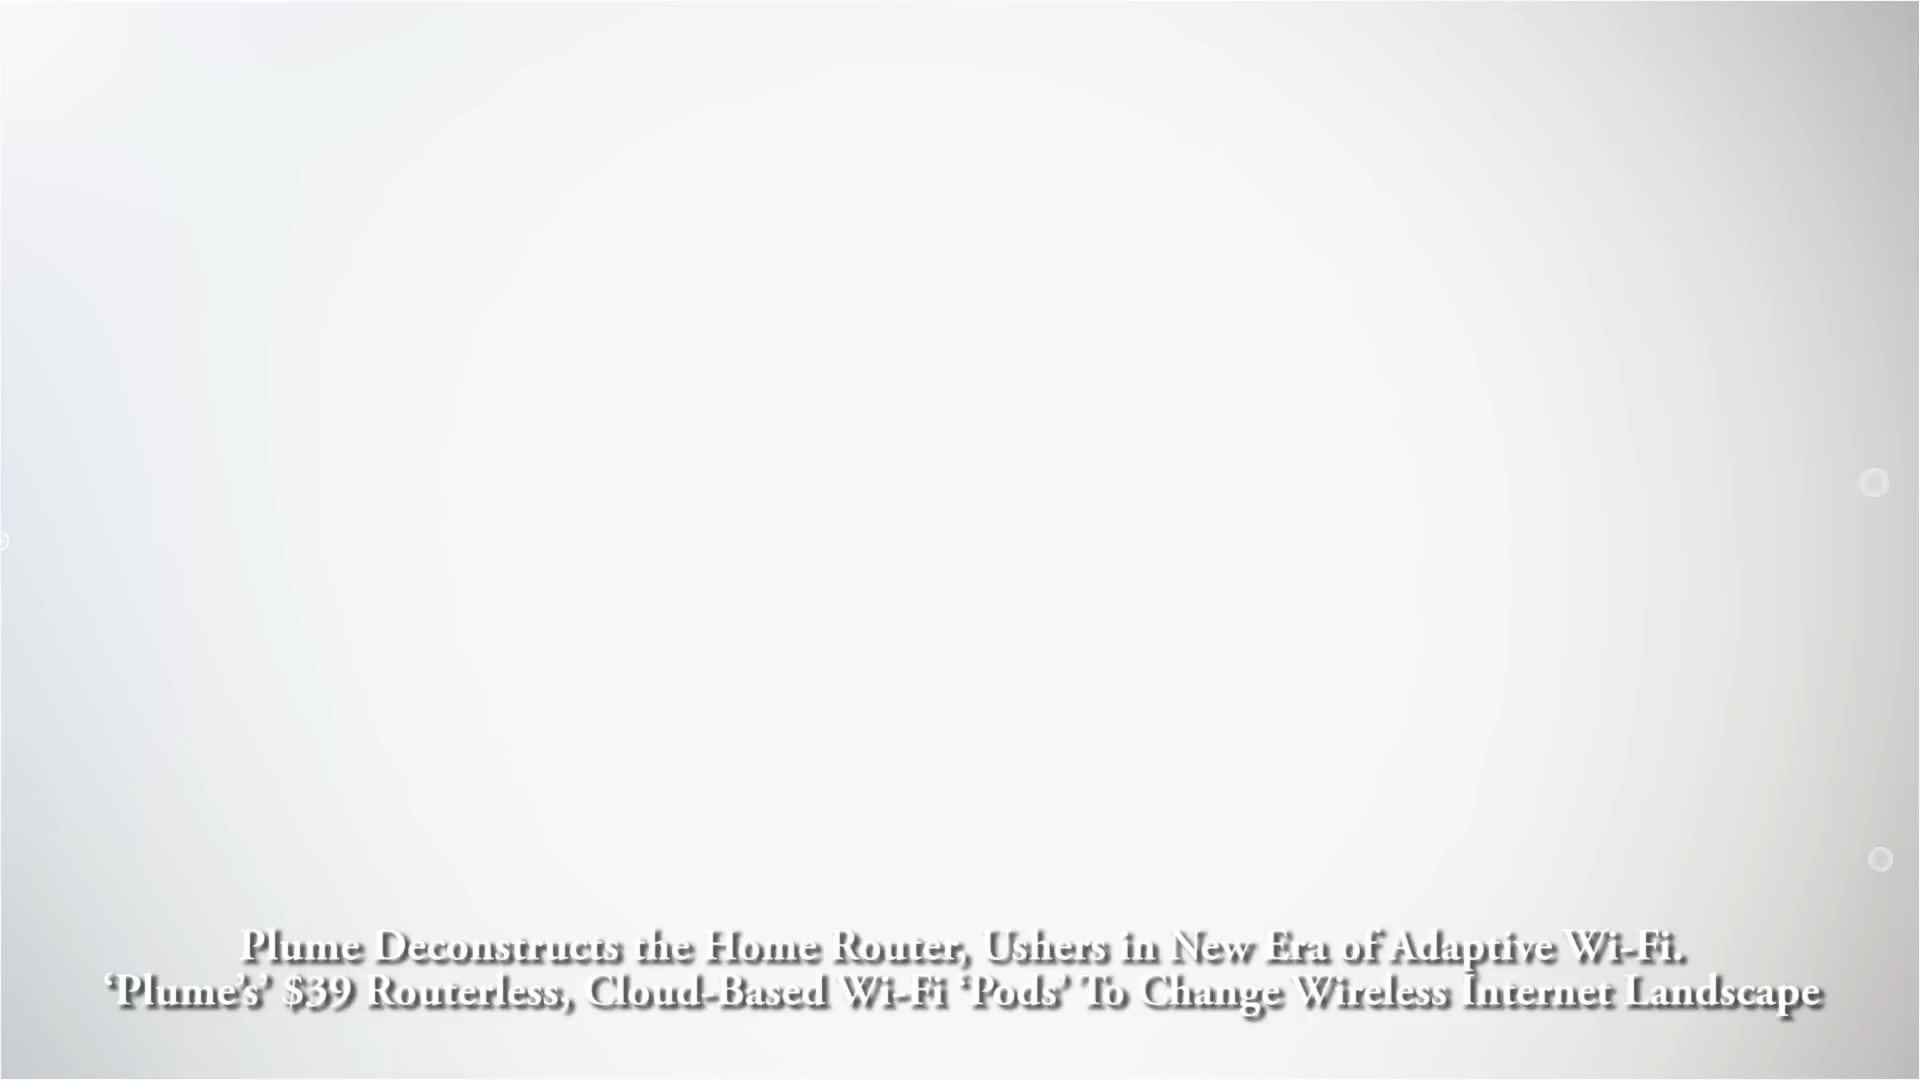 Plume Deconstructs the Home Router, Ushers in New Era of Adaptive Wi-Fi.
‘Plume’s’ $39 Routerless, Cloud-Based Wi-Fi ‘Pods’ To Change Wireless Internet Landscape